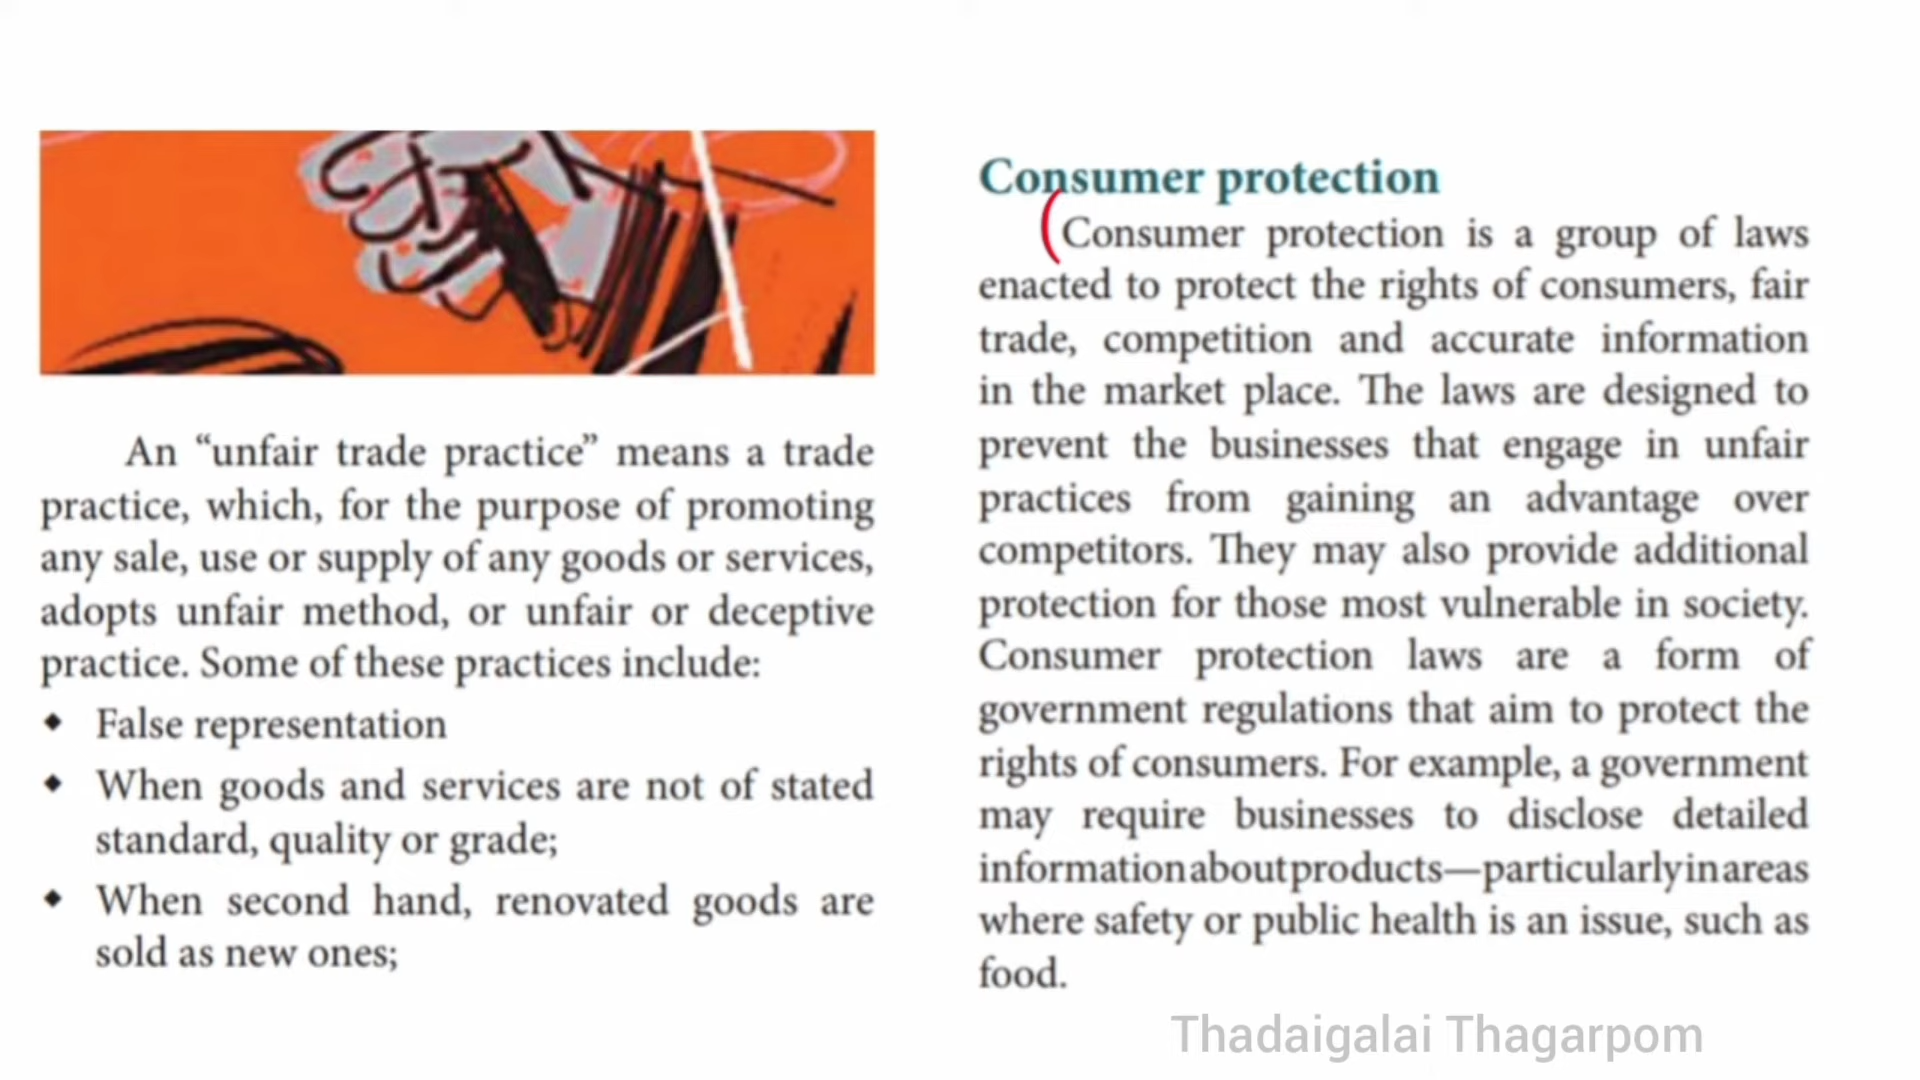 An “unfair trade practice” means a trade
practice, which, for the purpose of promoting
any sale, use or supply of any goods or services,
adopts unfair method, or unfair or deceptive
practice. Some of these practices include:
◆ False representation
◆ When goods and services are not of stated
standard, quality or grade;
◆ When second hand, renovated goods are
sold as new ones;
Consumer protection
Consumer protection is a group of laws
enacted to protect the rights of consumers, fair
trade, competition and accurate information
in the market place. The laws are designed to
prevent the businesses that engage in unfair
practices from gaining an advantage over
competitors. They may also provide additional
protection for those most vulnerable in society.
Consumer protection laws are a form of
government regulations that aim to protect the
rights of consumers. For example, a government
may require businesses to disclose detailed
information about products—particularly in areas
where safety or public health is an issue, such as
food.
Thadaigalai Thagarpom